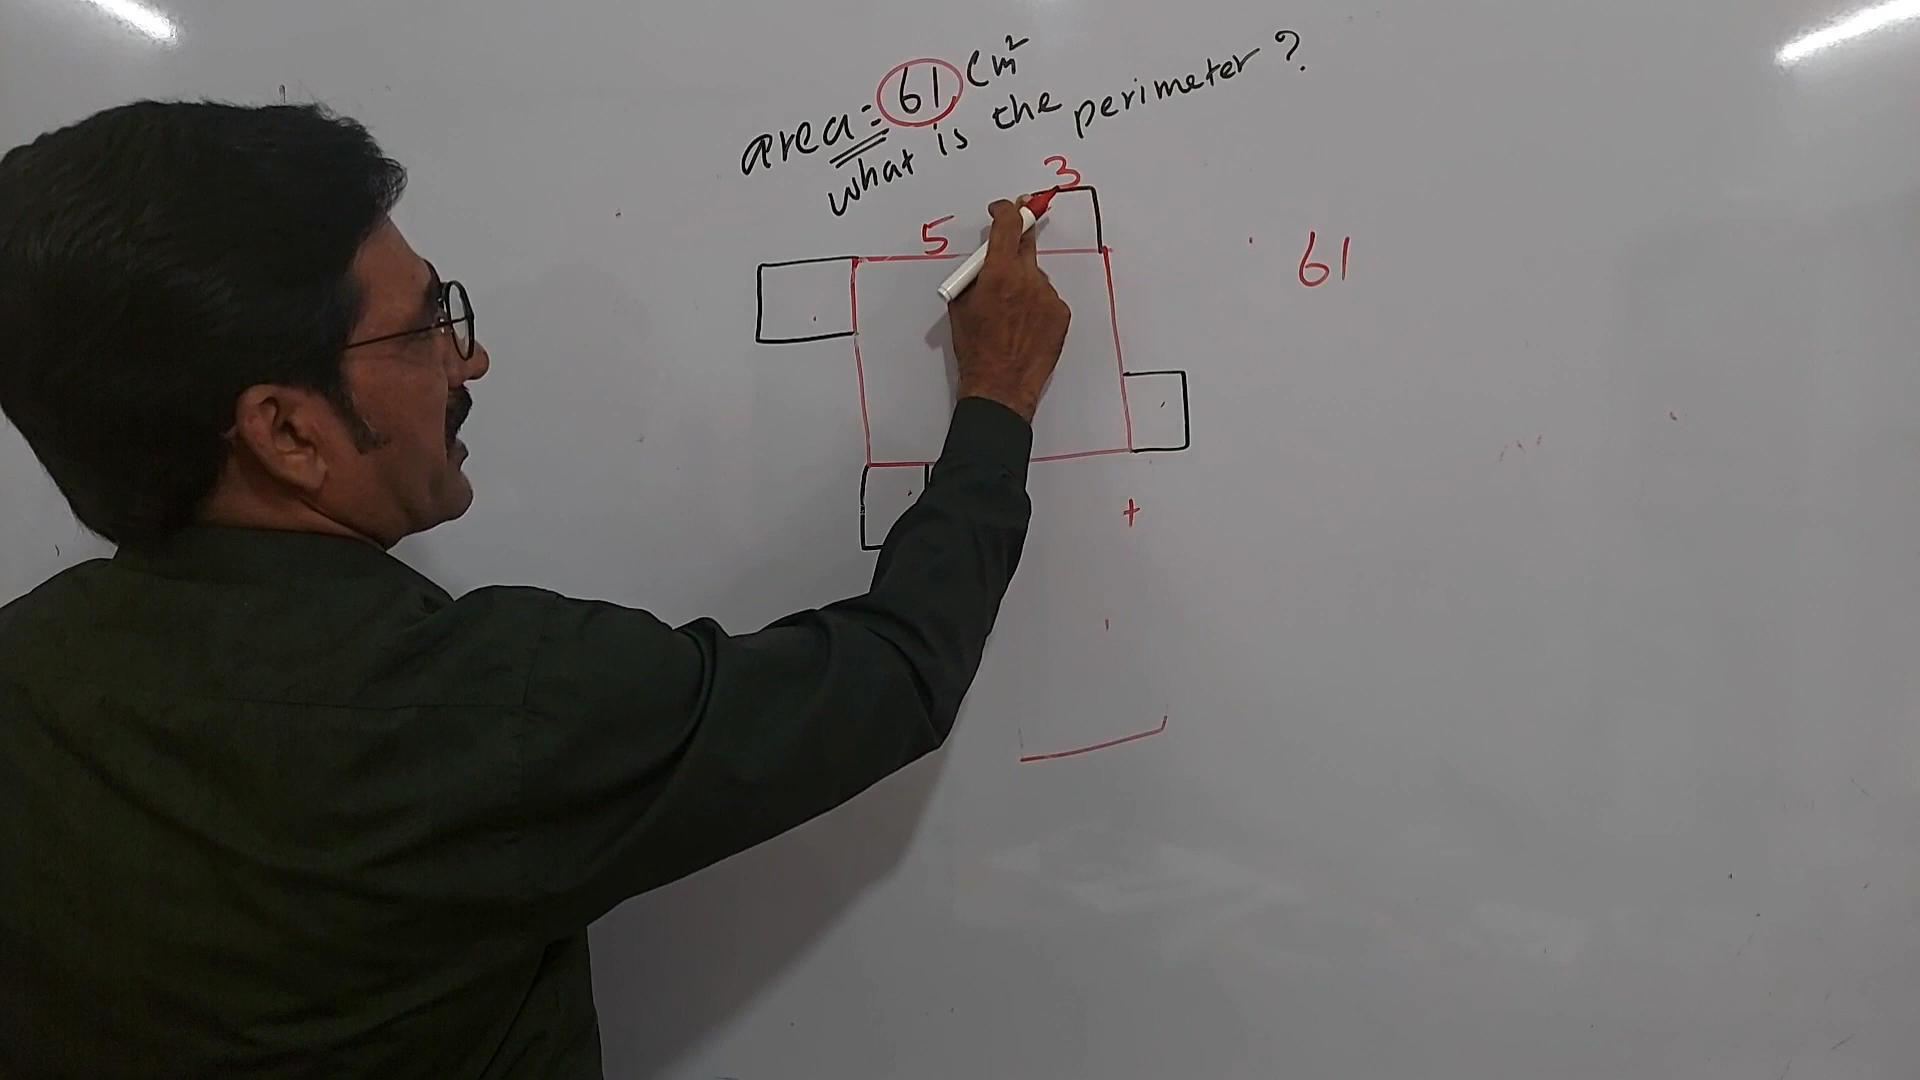 area = 61 cm²
what is the perimeter?
3
5
61
+